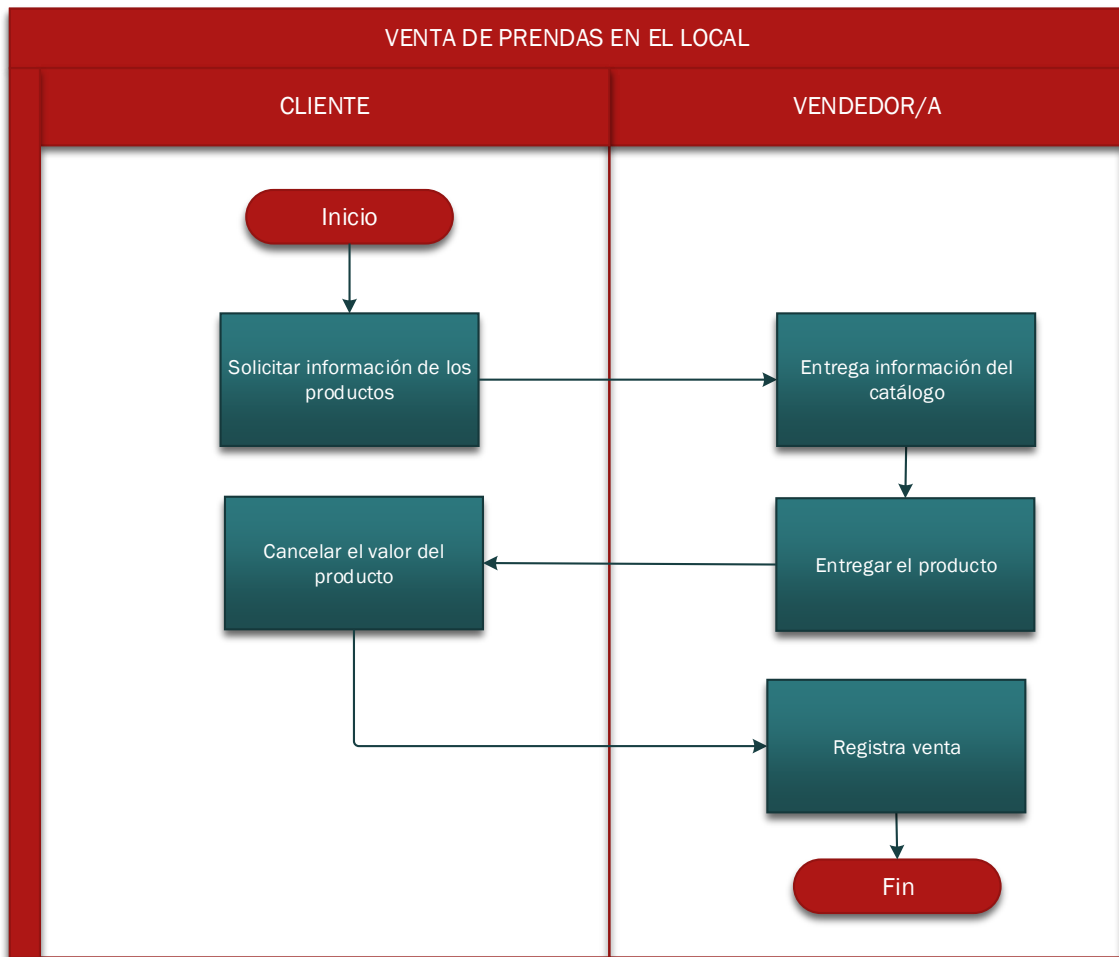 VENTA DE PRENDAS EN EL LOCAL
CLIENTE
VENDEDOR/A
Inicio
Solicitar información de los
productos
Entrega información del
catálogo
Cancelar el valor del
producto
Entregar el producto
Registra venta
Fin